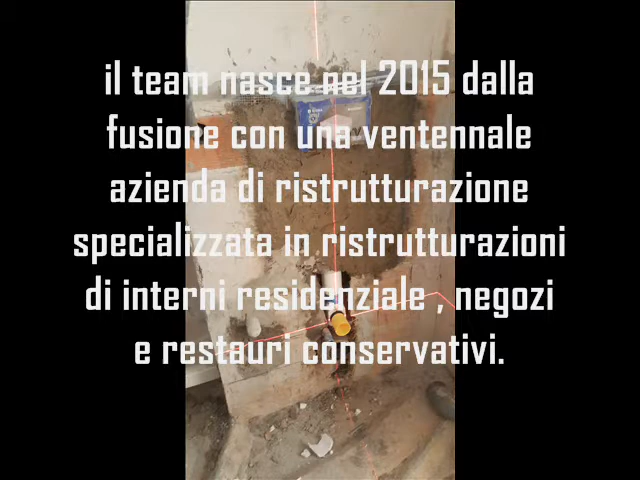 il team nasce nel 2015 dalla
fusione con una ventennale
azienda di ristrutturazione
specializzata in ristrutturazioni
di interni residenziale , negozi
e restauri conservativi.